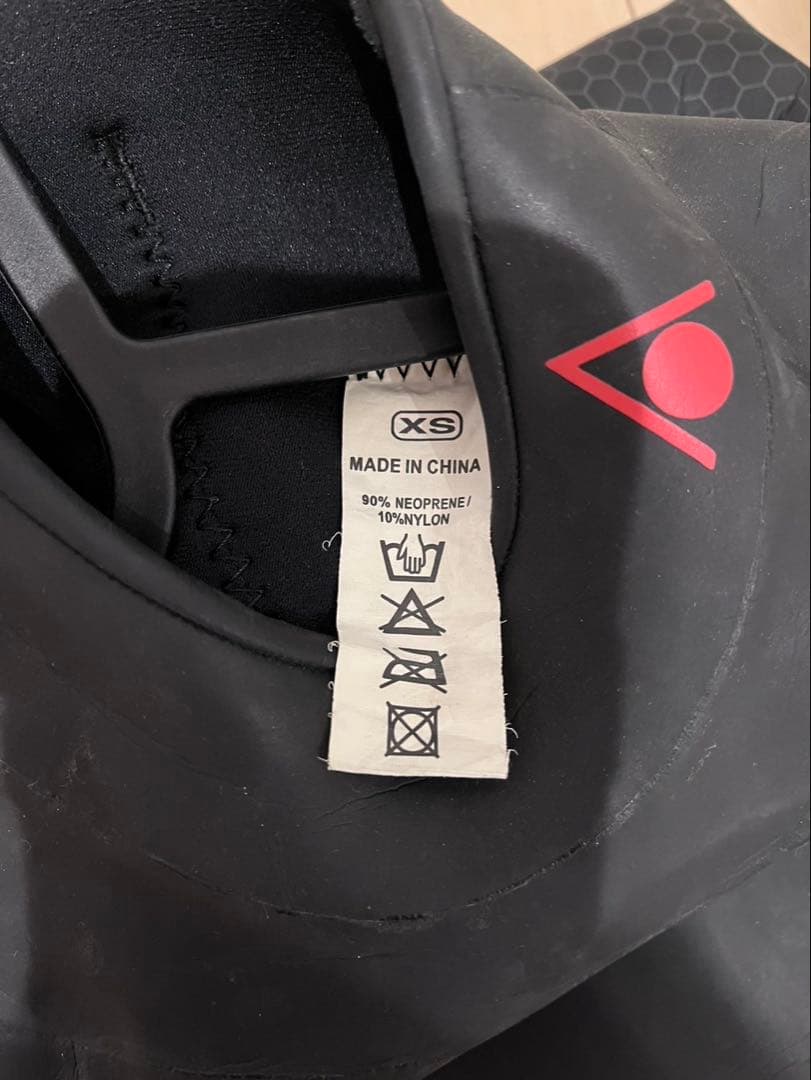 XS
MADE IN CHINA
90% NEOPRENE/
10%NYLON